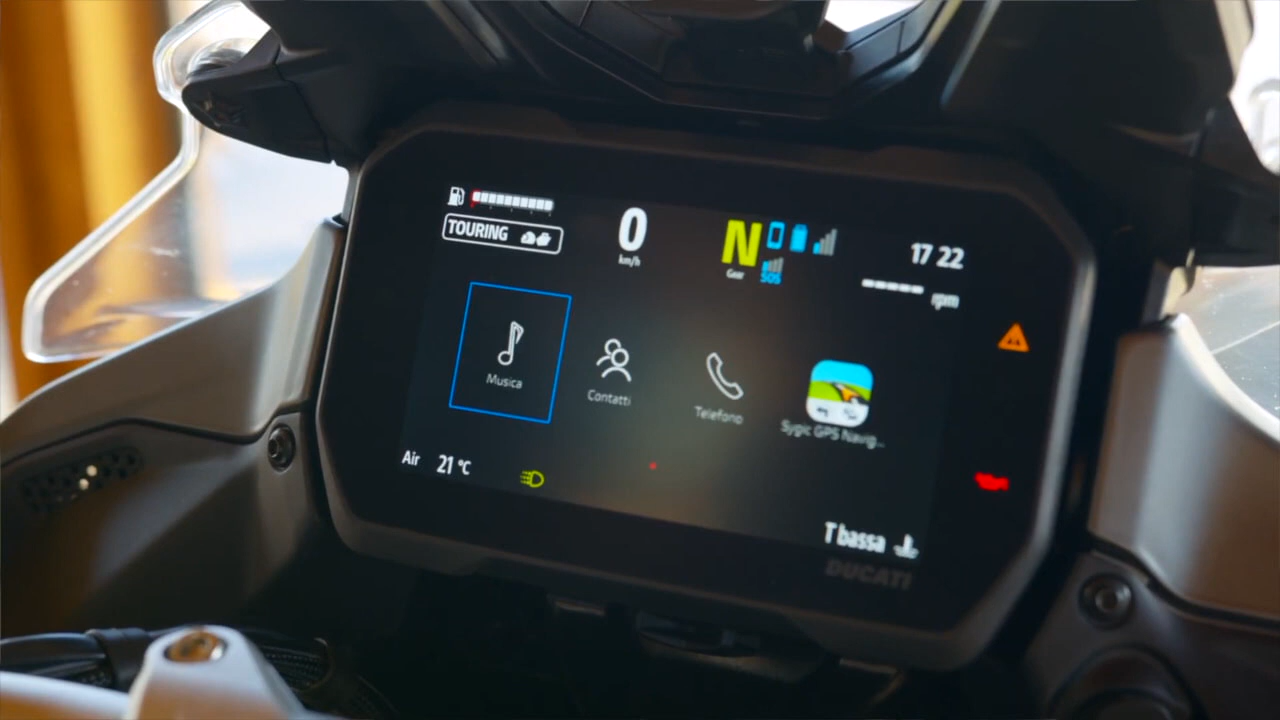 TOURING
0
km/h
N
Gear
SOS
17 22
rpm
Musica
Contatti
Telefono
Sygic GPS Navig...
Air 21 °C
T bassa
DUCATI